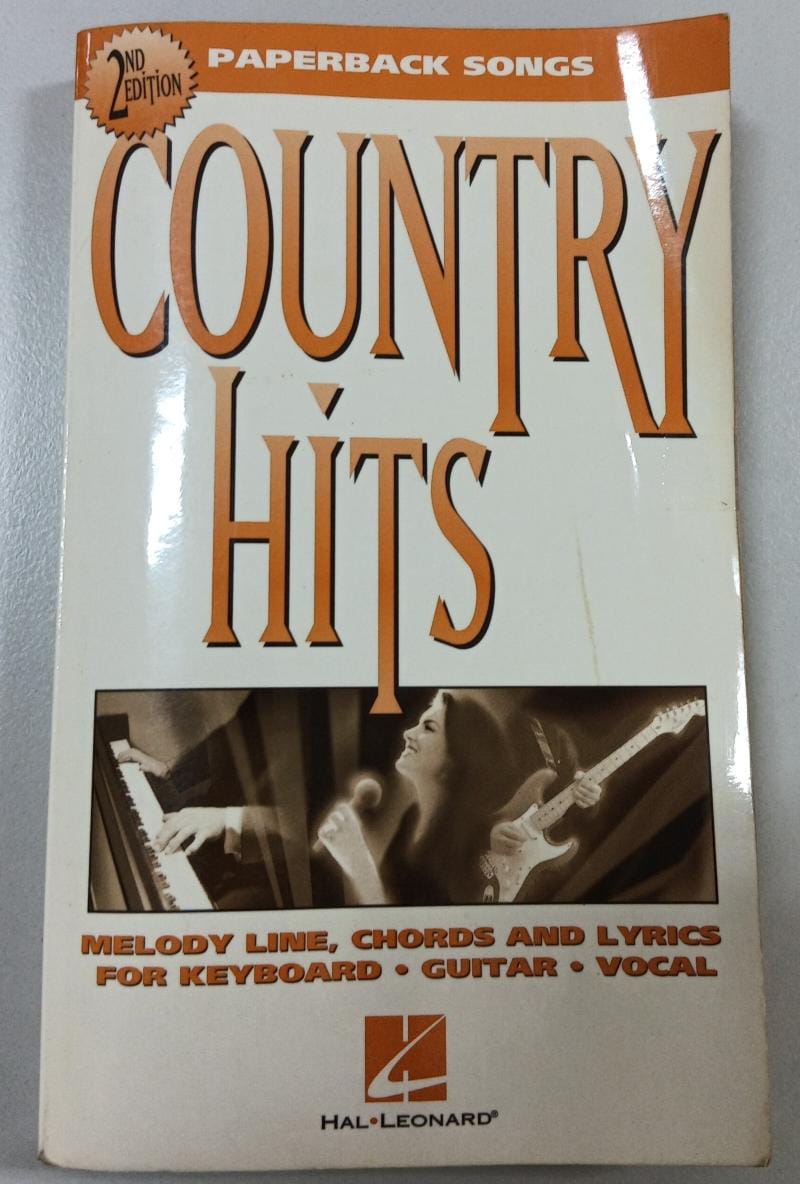 2ND
EDITION
PAPERBACK SONGS
COUNTRY
HITS
MELODY LINE, CHORDS AND LYRICS
FOR KEYBOARD • GUITAR • VOCAL
HAL•LEONARD®